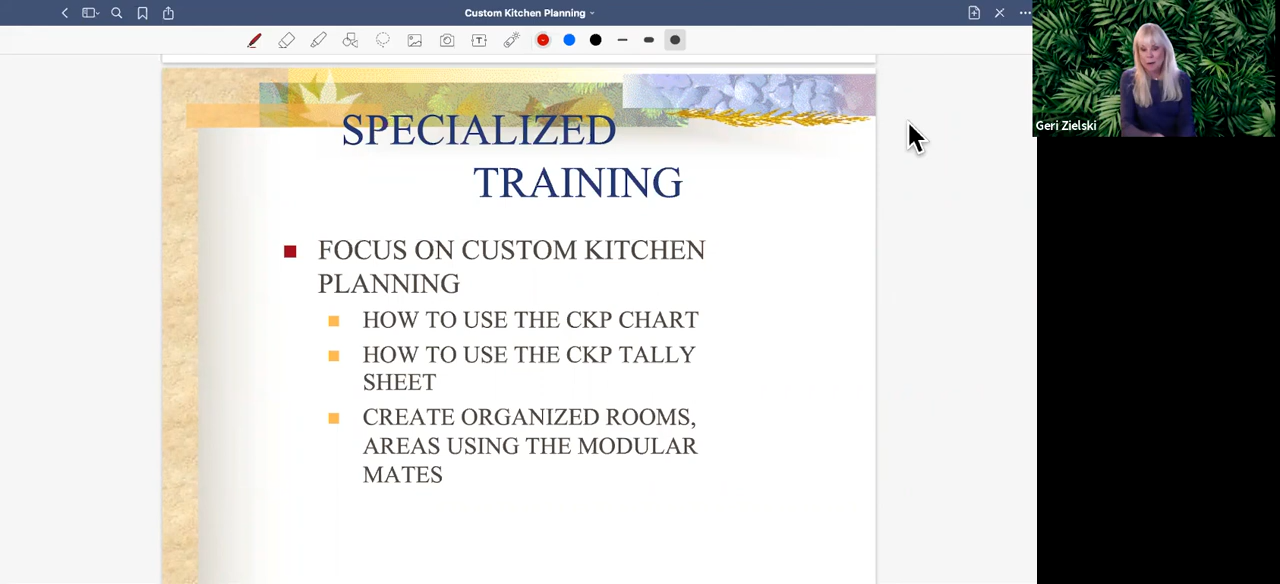 Custom Kitchen Planning
Geri Zielski
SPECIALIZED
TRAINING
FOCUS ON CUSTOM KITCHEN
PLANNING
HOW TO USE THE CKP CHART
HOW TO USE THE CKP TALLY
SHEET
CREATE ORGANIZED ROOMS,
AREAS USING THE MODULAR
MATES